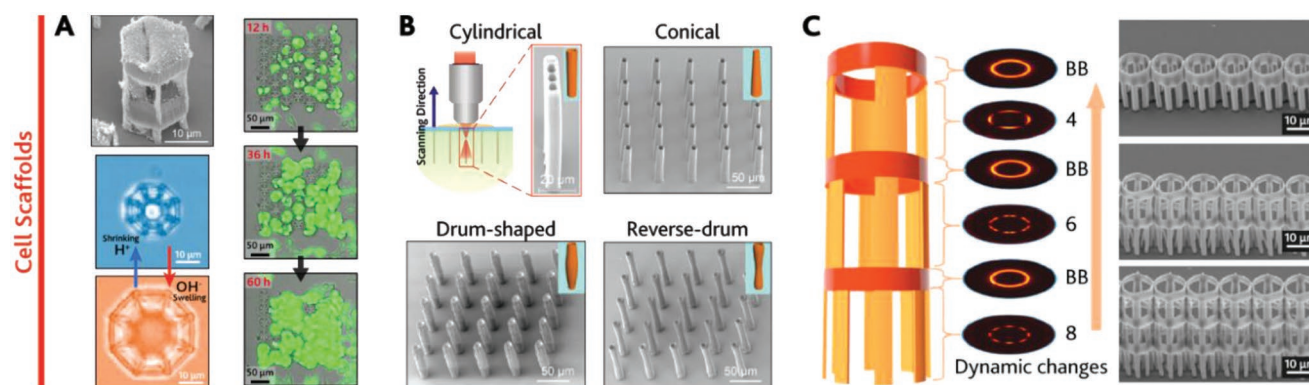 Cell Scaffolds
A
10 μm
Shrinking
H⁺
10 μm
OH⁻
Swelling
10 μm
12 h
50 μm
36 h
50 μm
60 h
50 μm
B
Cylindrical
Scanning Direction
20 μm
Conical
50 μm
Drum-shaped
50 μm
Reverse-drum
50 μm
C
BB
4
BB
6
BB
8
Dynamic changes
10 μm
10 μm
10 μm